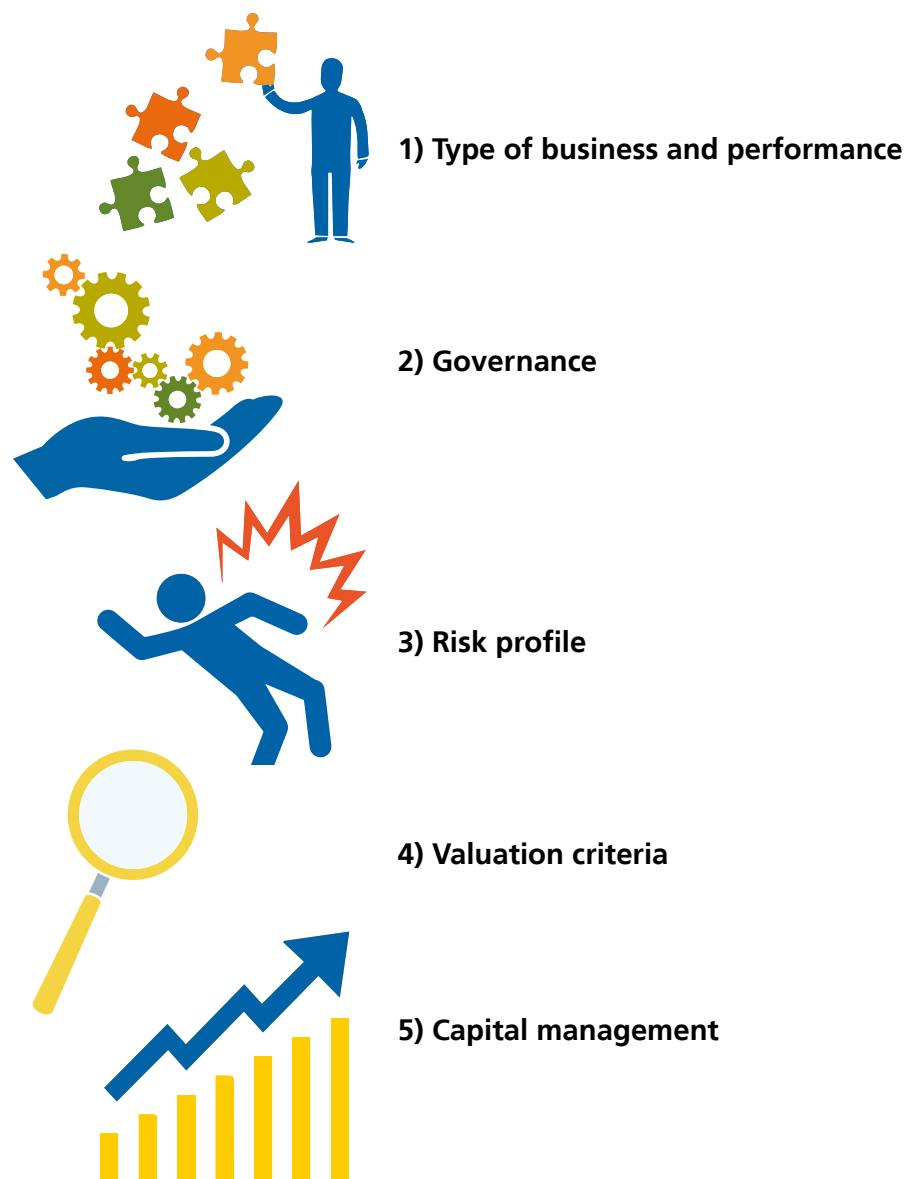 1) Type of business and performance
2) Governance
3) Risk profile
4) Valuation criteria
5) Capital management